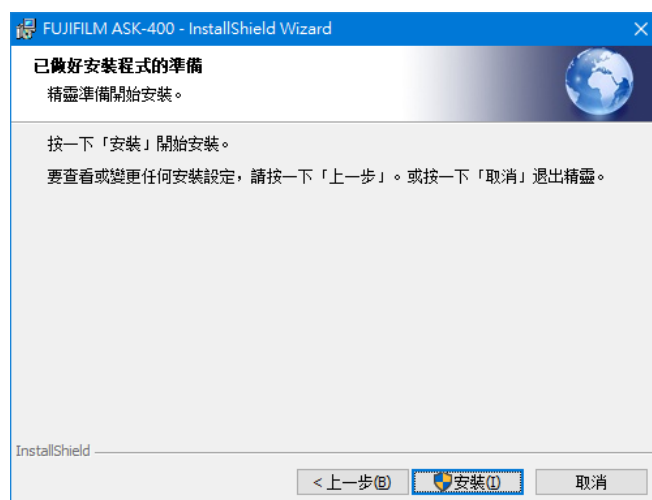 FUJIFILM ASK-400 - InstallShield Wizard
已做好安裝程式的準備
精靈準備開始安裝。
按一下「安裝」開始安裝。
要查看或變更任何安裝設定，請按一下「上一步」。或按一下「取消」退出精靈。
InstallShield
< 上一步(B)
安裝(I)
取消